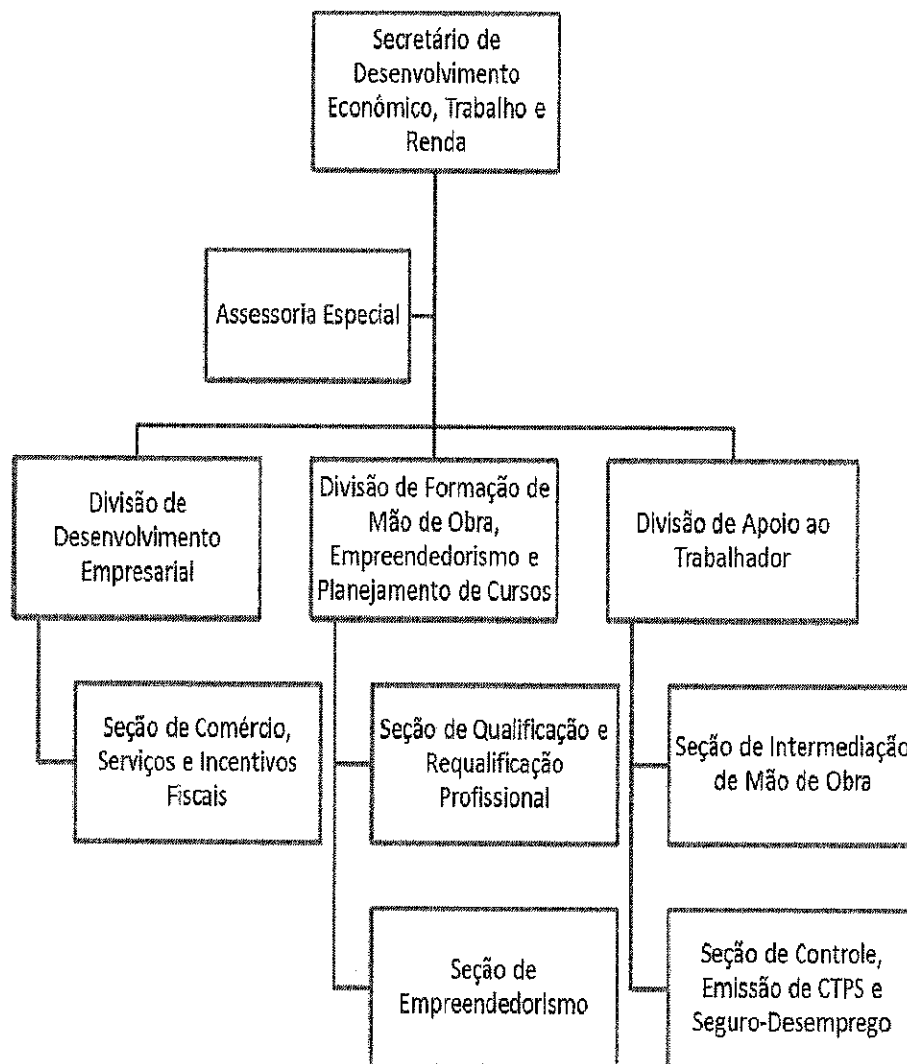 Secretário de
Desenvolvimento
Econômico, Trabalho e
Renda
Assessoria Especial
Divisão de
Desenvolvimento
Empresarial
Divisão de Formação de
Mão de Obra,
Empreendedorismo e
Planejamento de Cursos
Divisão de Apoio ao
Trabalhador
Seção de Comércio,
Serviços e Incentivos
Fiscais
Seção de Qualificação e
Requalificação
Profissional
Seção de Intermediação
de Mão de Obra
Seção de
Empreendedorismo
Seção de Controle,
Emissão de CTPS e
Seguro-Desemprego